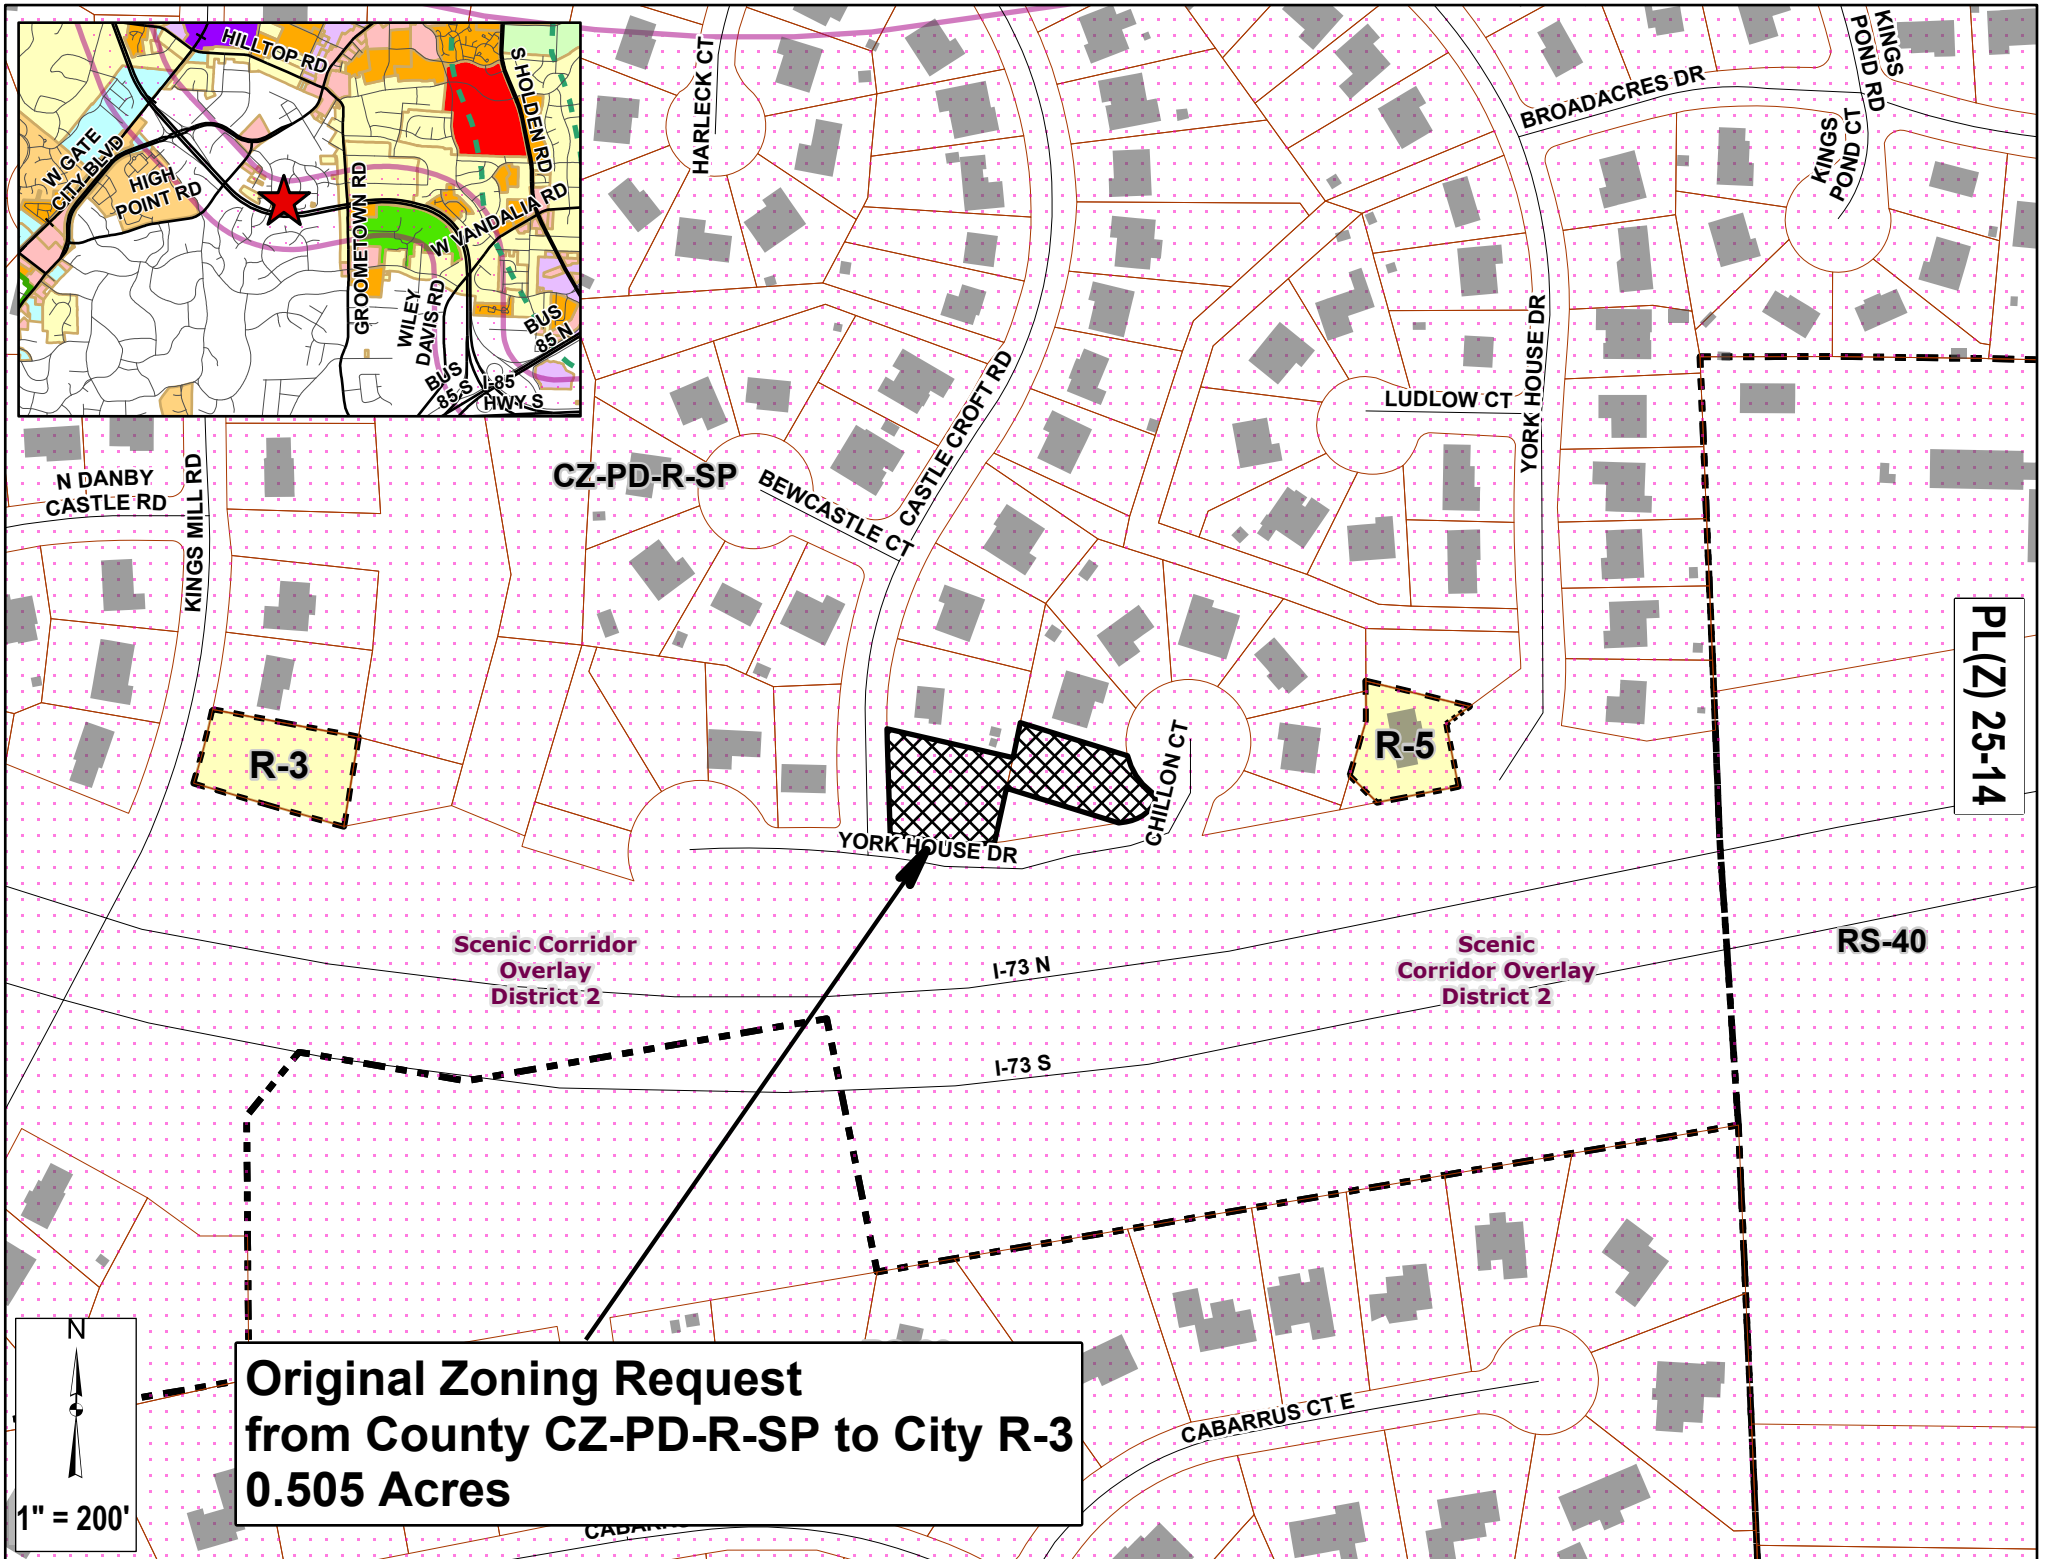 HILLTOP RD
S HOLDEN RD
W GATE
CITY BLVD
HIGH
POINT RD
GROOMETOWN RD
W VANDALIA RD
WILEY
DAVIS RD
BUS
85 N
BUS
85 S
I-85
HWY S
HARLECK CT
BROADACRES DR
KINGS
POND RD
KINGS
POND CT
YORK HOUSE DR
LUDLOW CT
CASTLE CROFT RD
CZ-PD-R-SP
BEWCASTLE CT
N DANBY
CASTLE RD
KINGS MILL RD
PL(Z) 25-14
R-3
R-5
CHILLON CT
YORK HOUSE DR
Scenic Corridor
Overlay
District 2
Scenic
Corridor Overlay
District 2
RS-40
I-73 N
I-73 S
N
1" = 200'
Original Zoning Request
from County CZ-PD-R-SP to City R-3
0.505 Acres
CABARRUS CT E